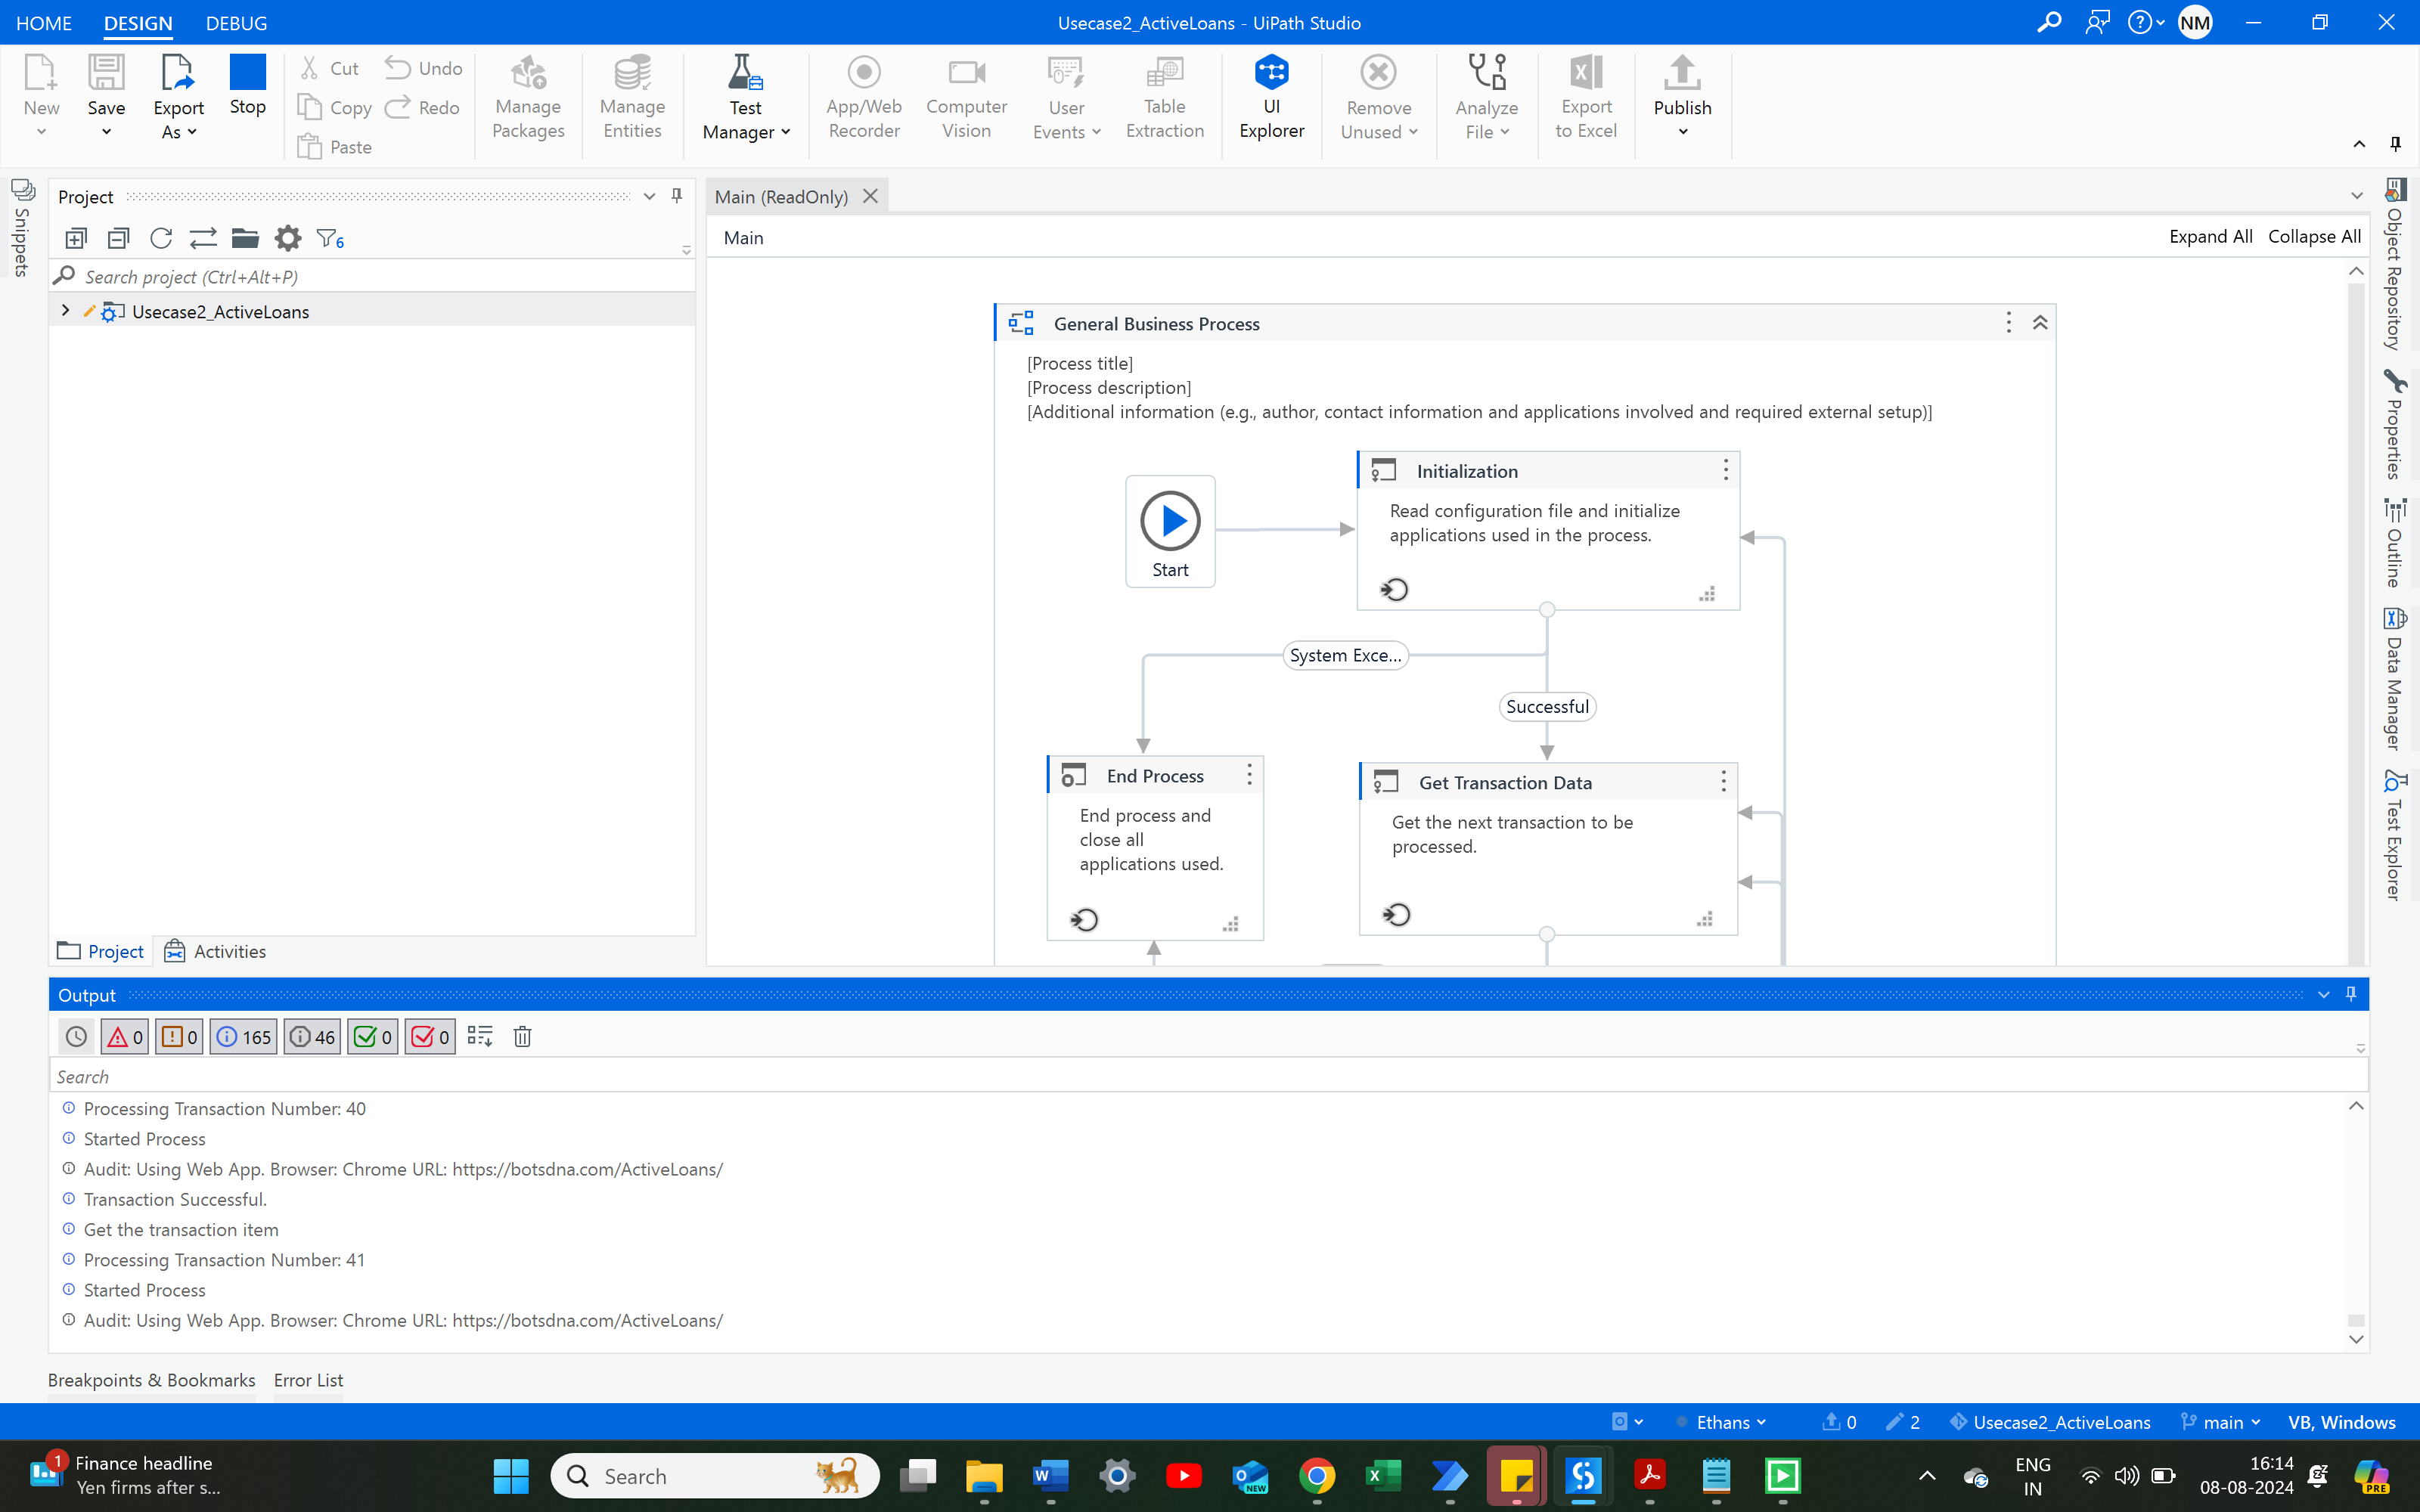 HOME DESIGN DEBUG
Usecase2_ActiveLoans - UiPath Studio
NM
New
Save
Export As
Stop
Cut
Copy
Paste
Undo
Redo
Manage Packages
Manage Entities
Test Manager
App/Web Recorder
Computer Vision
User Events
Table Extraction
UI Explorer
Remove Unused
Analyze File
Export to Excel
Publish
Snippets
Project
6
Search project (Ctrl+Alt+P)
Usecase2_ActiveLoans
Project Activities
Main (ReadOnly)
Main
Expand All Collapse All
General Business Process
[Process title]
[Process description]
[Additional information (e.g., author, contact information and applications involved and required external setup)]
Start
Initialization
Read configuration file and initialize
applications used in the process.
System Exce...
Successful
End Process
End process and
close all
applications used.
Get Transaction Data
Get the next transaction to be
processed.
Object Repository
Properties
Outline
Data Manager
Test Explorer
Output
0 0 165 46 0 0
Search
Processing Transaction Number: 40
Started Process
Audit: Using Web App. Browser: Chrome URL: https://botsdna.com/ActiveLoans/
Transaction Successful.
Get the transaction item
Processing Transaction Number: 41
Started Process
Audit: Using Web App. Browser: Chrome URL: https://botsdna.com/ActiveLoans/
Breakpoints & Bookmarks Error List
Ethans 0 2 Usecase2_ActiveLoans main VB, Windows
1
Finance headline
Yen firms after s...
Search
NEW
ENG
IN
16:14
08-08-2024
PRE